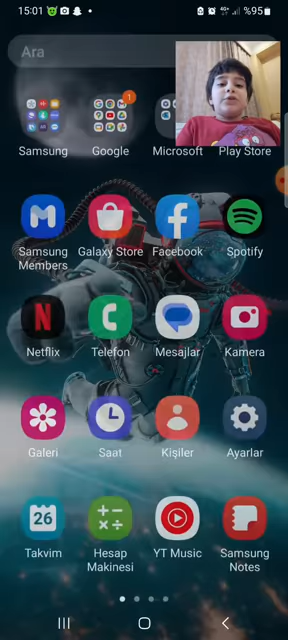 15:01
4G+
%95
Ara
1
Samsung
Google
Microsoft
Play Store
Samsung Members
Galaxy Store
Facebook
Spotify
Netflix
Telefon
Mesajlar
Kamera
Galeri
Saat
Kişiler
Ayarlar
26
Takvim
Hesap Makinesi
YT Music
Samsung Notes